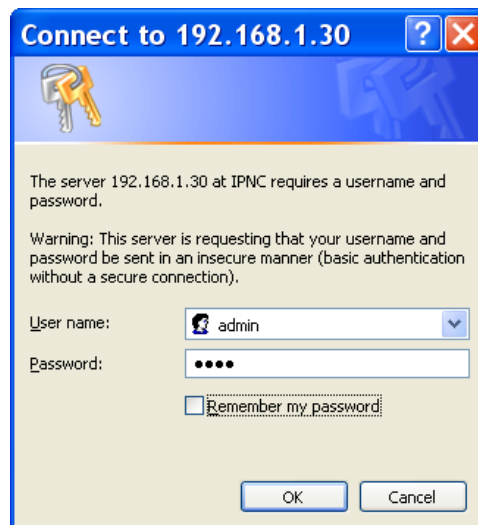 Connect to 192.168.1.30
The server 192.168.1.30 at IPNC requires a username and
password.
Warning: This server is requesting that your username and
password be sent in an insecure manner (basic authentication
without a secure connection).
User name:
admin
Password:
••••
Remember my password
OK
Cancel